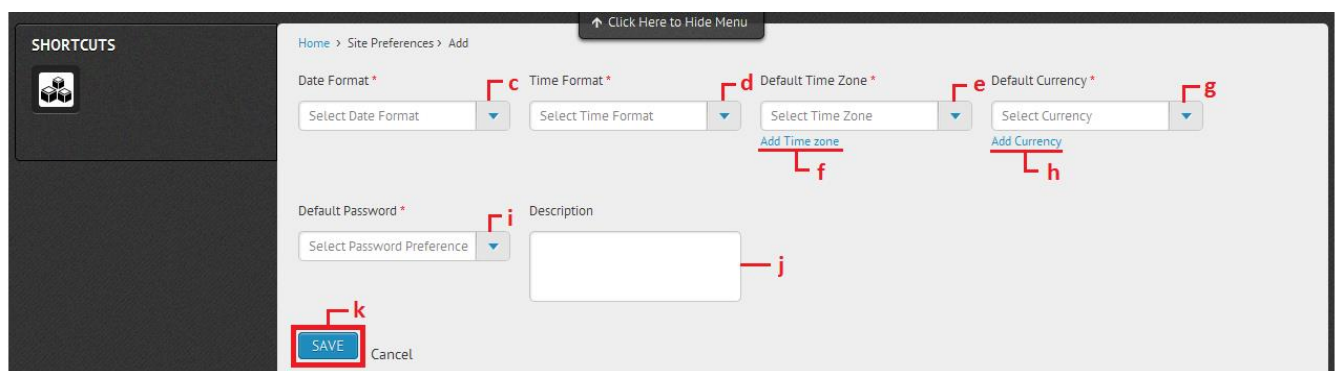 ↑ Click Here to Hide Menu
SHORTCUTS
Home > Site Preferences > Add
Date Format * c Time Format * d Default Time Zone * e Default Currency * g
Select Date Format Select Time Format Select Time Zone Select Currency
Add Time zone Add Currency
f h
Default Password * i Description
Select Password Preference
j
k
SAVE Cancel